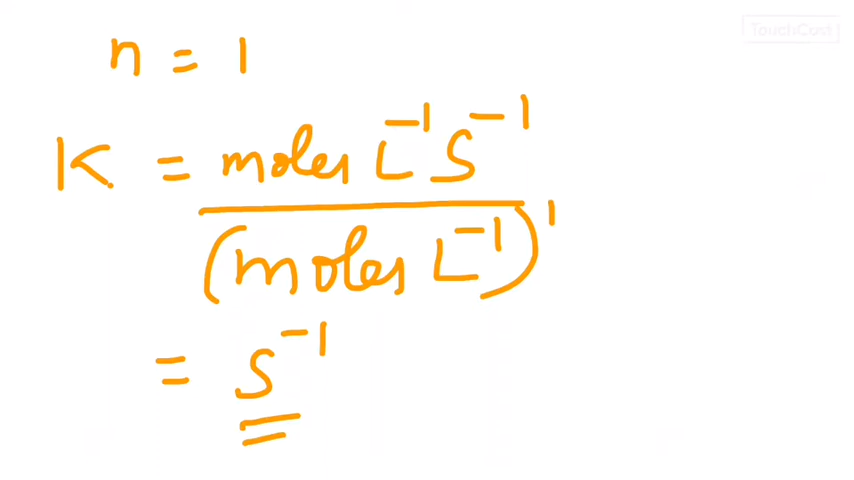 TouchCast
n = 1
K = moles L⁻¹ S⁻¹
(moles L⁻¹)¹
= S⁻¹